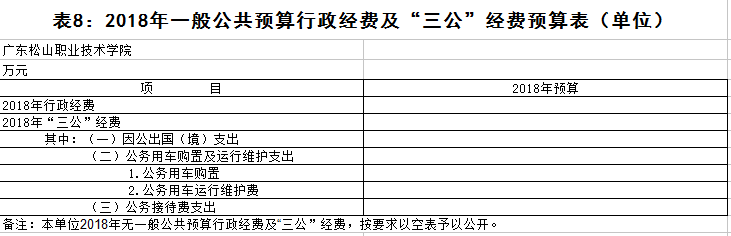 表8：2018年一般公共预算行政经费及“三公”经费预算表（单位）
广东松山职业技术学院
万元
项 目 2018年预算
2018年行政经费
2018年“三公”经费
其中：（一）因公出国（境）支出
（二）公务用车购置及运行维护支出
1.公务用车购置
2.公务用车运行维护费
（三）公务接待费支出
备注：本单位2018年无一般公共预算行政经费及“三公”经费，按要求以空表予以公开。